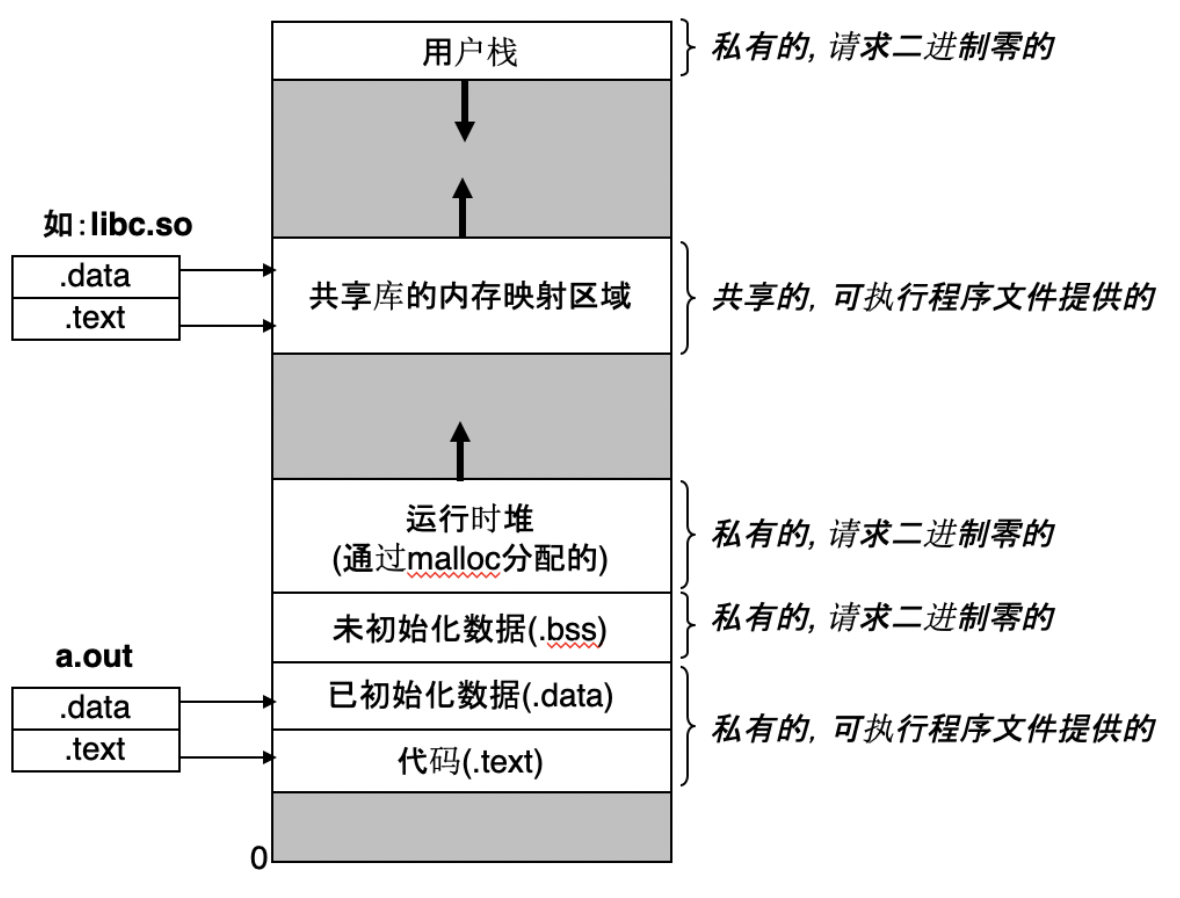 用户栈
私有的, 请求二进制零的
如:libc.so
.data
.text
共享库的内存映射区域
共享的, 可执行程序文件提供的
运行时堆
(通过malloc分配的)
私有的, 请求二进制零的
未初始化数据(.bss)
私有的, 请求二进制零的
a.out
.data
.text
已初始化数据(.data)
代码(.text)
私有的, 可执行程序文件提供的
0